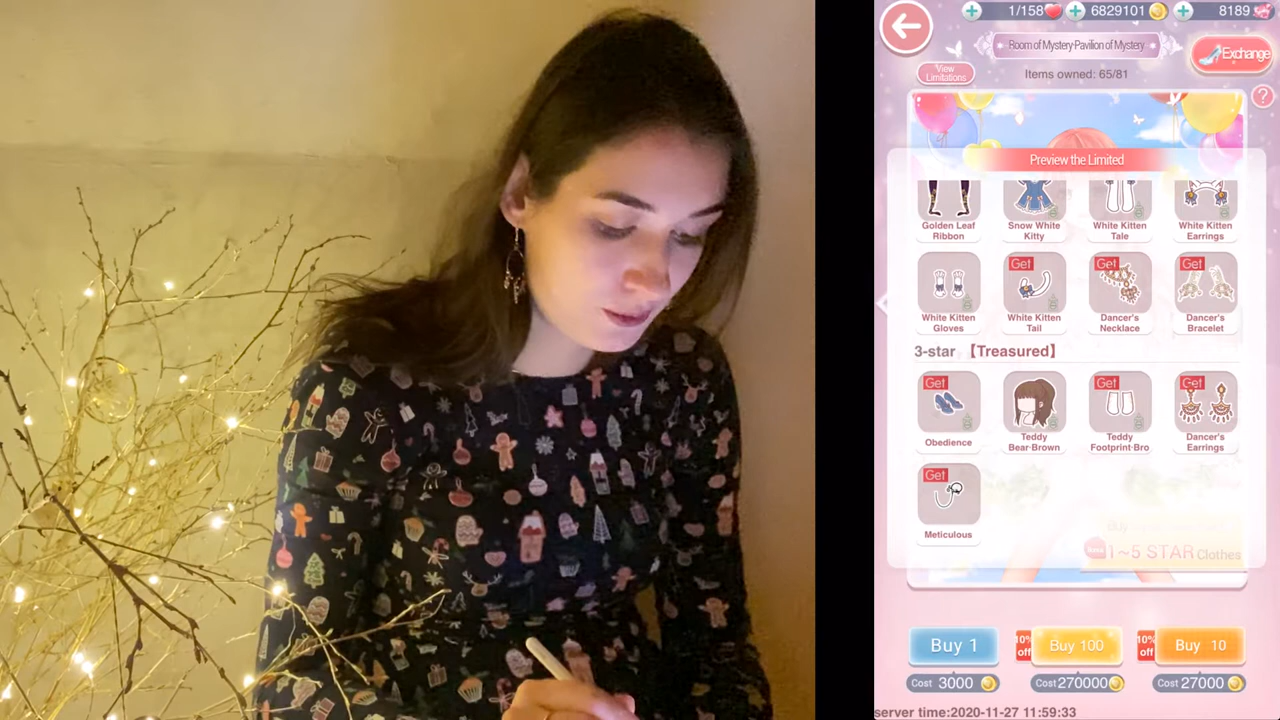 1/158
6829101
8189
Room of Mystery·Pavilion of Mystery
Exchange
View
Limitations
Items owned: 65/81
?
Preview the Limited
Golden Leaf
Ribbon
Snow White
Kitty
White Kitten
Tale
White Kitten
Earrings
White Kitten
Gloves
Get
White Kitten
Tail
Get
Dancer's
Necklace
Get
Dancer's
Bracelet
3-star 【Treasured】
Get
Obedience
Teddy
Bear·Brown
Get
Teddy
Footprint·Bro
Get
Dancer's
Earrings
Get
Meticulous
1~5 STAR Clothes
Buy 1
10%
off
Buy 100
10%
off
Buy 10
Cost 3000
Cost 270000
Cost 27000
server time:2020-11-27 11:59:33